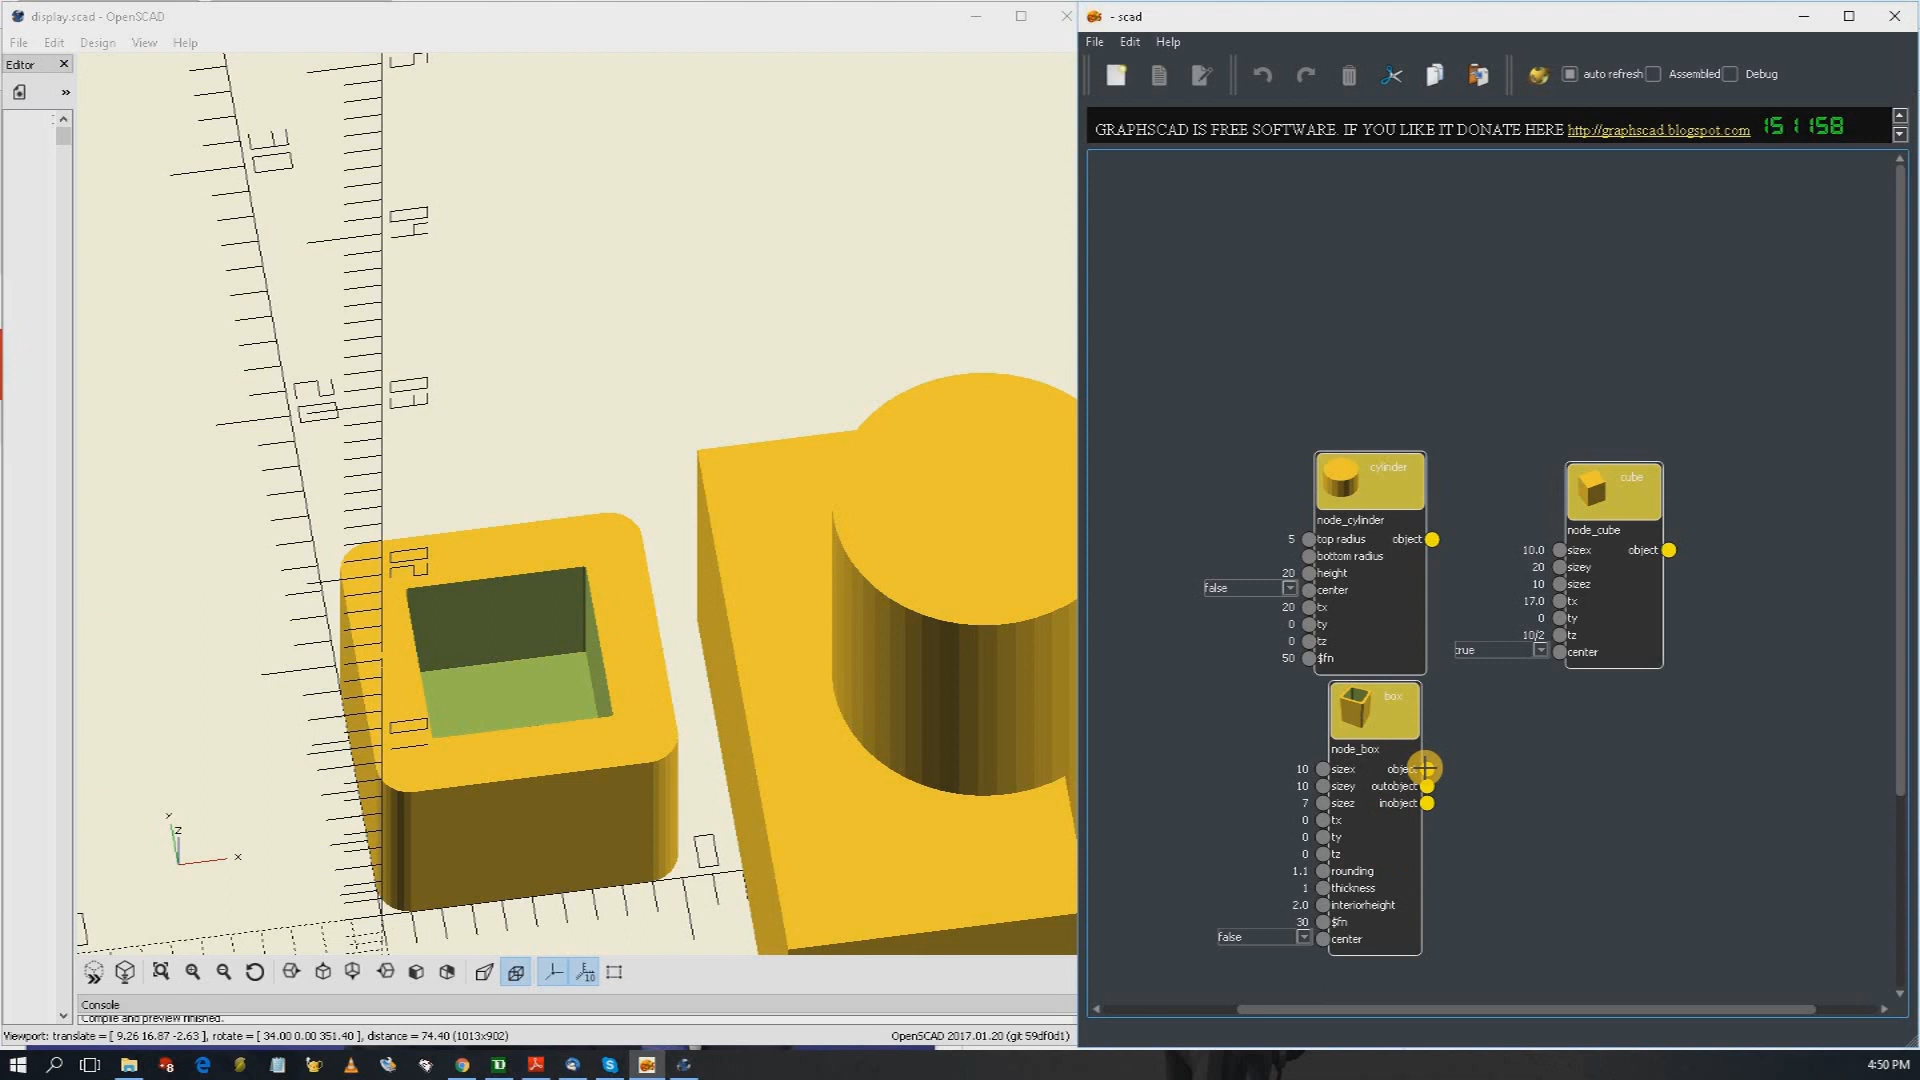 display.scad - OpenSCAD
File Edit Design View Help
Editor
Console
Compile and preview finished.
Viewport: translate = [ 9.26 16.87 -2.63 ], rotate = [ 34.00 0.00 351.40 ], distance = 74.40 (1013x902)
OpenSCAD 2017.01.20 (git 59df0d1)
y
z
x
10
- scad
File Edit Help
auto refresh Assembled Debug
GRAPHSCAD IS FREE SOFTWARE. IF YOU LIKE IT DONATE HERE http://graphscad.blogspot.com 151158
cylinder
node_cylinder
5 top radius object
bottom radius
20 height
false center
20 tx
0 ty
0 tz
50 $fn
cube
node_cube
10.0 sizex object
20 sizey
10 sizez
17.0 tx
0 ty
10/2 tz
true center
box
node_box
10 sizex object
10 sizey outobject
7 sizez inobject
0 tx
0 ty
0 tz
1.1 rounding
1 thickness
2.0 interiorheight
30 $fn
false center
4:50 PM